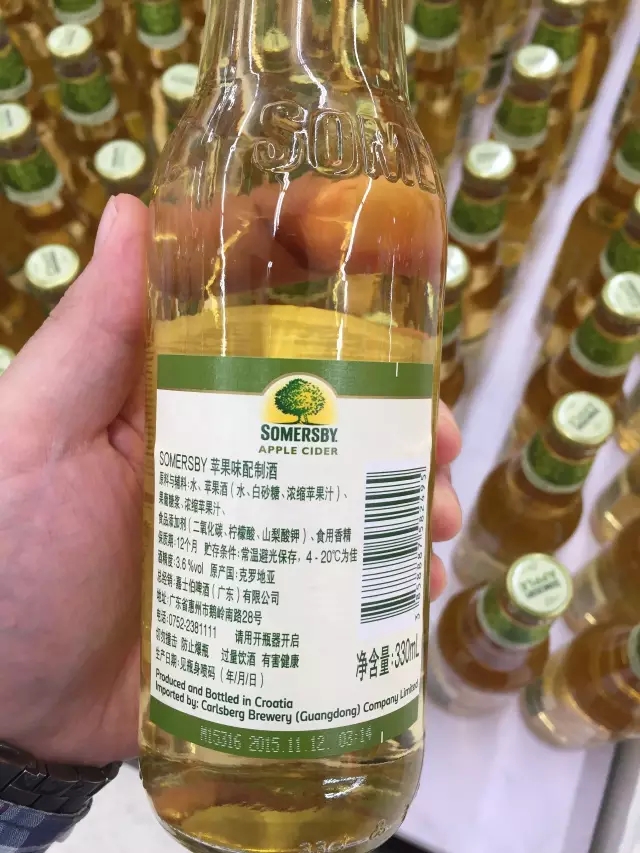 SOM
SOMERSBY
APPLE CIDER
SOMERSBY 苹果味配制酒
原料与辅料:水、苹果酒(水、白砂糖、浓缩苹果汁)、
果葡糖浆、浓缩苹果汁、
食品添加剂(二氧化碳、柠檬酸、山梨酸钾)、食用香精
保质期:12个月 贮存条件:常温避光保存,4-20℃为佳
酒精度:3.6%vol 原产国:克罗地亚
总经销:嘉士伯啤酒(广东)有限公司
地址:广东省惠州市鹅岭南路28号
电话:0752-2381111 请用开瓶器开启
切勿撞击 防止爆瓶 过量饮酒 有害健康
生产日期:见瓶身喷码(年/月/日)
净含量:330mL
Produced and Bottled in Croatia
Imported by: Carlsberg Brewery (Guangdong) Company Limited
M15316 2015.11.12. 03:14